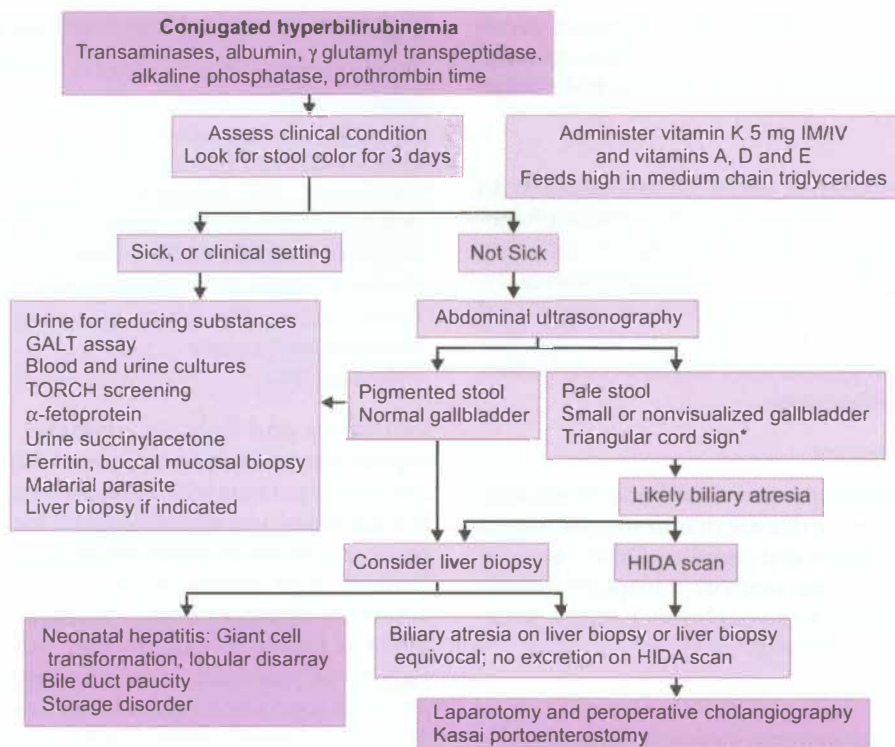 Conjugated hyperbilirubinemia
Transaminases, albumin, γ glutamyl transpeptidase,
alkaline phosphatase, prothrombin time
Assess clinical condition
Look for stool color for 3 days
Administer vitamin K 5 mg IM/IV
and vitamins A, D and E
Feeds high in medium chain triglycerides
Sick, or clinical setting
Not Sick
Urine for reducing substances
GALT assay
Blood and urine cultures
TORCH screening
α-fetoprotein
Urine succinylacetone
Ferritin, buccal mucosal biopsy
Malarial parasite
Liver biopsy if indicated
Abdominal ultrasonography
Pigmented stool
Normal gallbladder
Pale stool
Small or nonvisualized gallbladder
Triangular cord sign*
Likely biliary atresia
Consider liver biopsy
HIDA scan
Neonatal hepatitis: Giant cell
transformation, lobular disarray
Bile duct paucity
Storage disorder
Biliary atresia on liver biopsy or liver biopsy
equivocal; no excretion on HIDA scan
Laparotomy and peroperative cholangiography
Kasai portoenterostomy